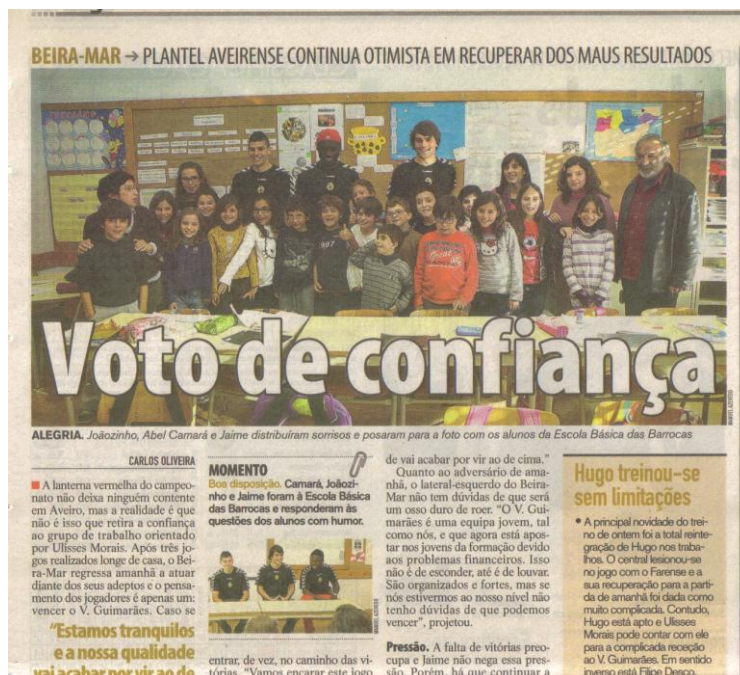 BEIRA-MAR → PLANTEL AVEIRENSE CONTINUA OTIMISTA EM RECUPERAR DOS MAUS RESULTADOS
Voto de confiança
MANUEL AZEVEDO
ALEGRIA. Joãozinho, Abel Camará e Jaime distribuíram sorrisos e posaram para a foto com os alunos da Escola Básica das Barrocas
CARLOS OLIVEIRA
A lanterna vermelha do campeo-
nato não deixa ninguém contente
em Aveiro, mas a realidade é que
não é isso que retira a confiança
ao grupo de trabalho orientado
por Ulisses Morais. Após três jo-
gos realizados longe de casa, o Bei-
ra-Mar regressa amanhã a atuar
diante dos seus adeptos e o pensa-
mento dos jogadores é apenas um:
vencer o V. Guimarães. Caso se
"Estamos tranquilos
e a nossa qualidade
vai acabar por vir ao de
MOMENTO
Boa disposição. Camará, Joãozi-
nho e Jaime foram à Escola Básica
das Barrocas e responderam às
questões dos alunos com humor.
MANUEL AZEVEDO
entrar, de vez, no caminho das vi-
tórias. "Vamos encarar este jogo
de vai acabar por vir ao de cima."
Quanto ao adversário de ama-
nhã, o lateral-esquerdo do Beira-
Mar não tem dúvidas de que será
um osso duro de roer. "O V. Gui-
marães é uma equipa jovem, tal
como nós, e que agora está apos-
tar nos jovens da formação devido
aos problemas financeiros. Isso
não é de esconder, até é de louvar.
São organizados e fortes, mas se
nós estivermos ao nosso nível não
tenho dúvidas de que podemos
vencer", projetou.
Pressão. A falta de vitórias preo-
cupa e Jaime não nega essa pres-
são. Porém, há que continuar a
Hugo treinou-se
sem limitações
• A principal novidade do trei-
no de ontem foi a total reinte-
gração de Hugo nos traba-
lhos. O central lesionou-se
no jogo com o Farense e a
sua recuperação para a parti-
da de amanhã foi dada como
muito complicada. Contudo,
Hugo está apto e Ulisses
Morais pode contar com ele
para a complicada receção
ao V. Guimarães. Em sentido
inverso está Filipe Desco,